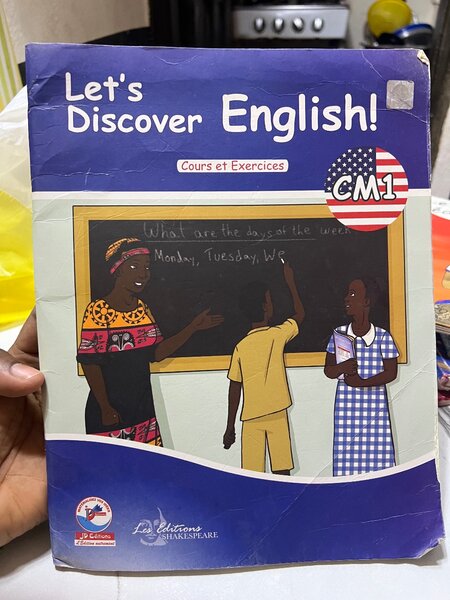 Let's
Discover English!
Cours et Exercices
CM1
What are the days of the week
Monday, Tuesday, We
JD Editions
Les Editions
SHAKESPEARE